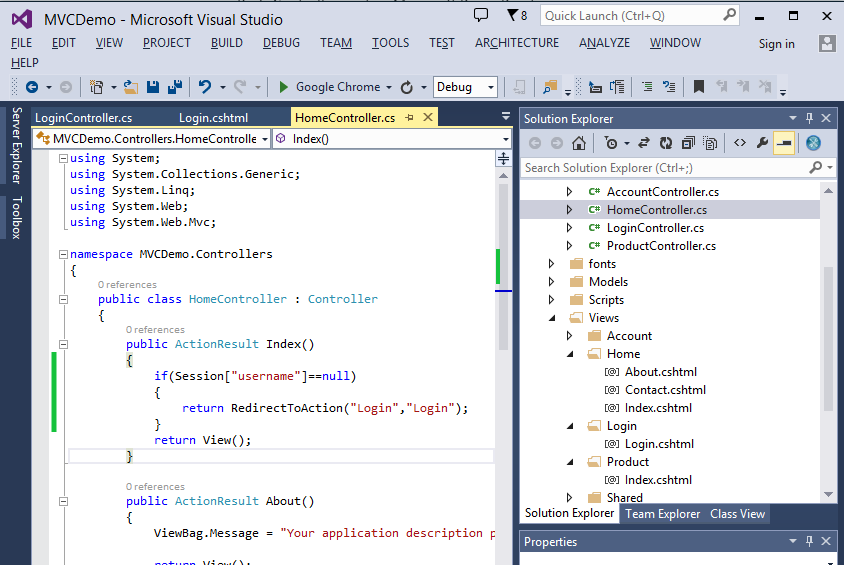 MVCDemo - Microsoft Visual Studio
8
Quick Launch (Ctrl+Q)
FILE EDIT VIEW PROJECT BUILD DEBUG TEAM TOOLS TEST ARCHITECTURE ANALYZE WINDOW Sign in
HELP
Google Chrome Debug
Server Explorer
Toolbox
LoginController.cs Login.cshtml HomeController.cs
MVCDemo.Controllers.HomeControlle Index()
using System;
using System.Collections.Generic;
using System.Linq;
using System.Web;
using System.Web.Mvc;
namespace MVCDemo.Controllers
{
0 references
public class HomeController : Controller
{
0 references
public ActionResult Index()
{
if(Session["username"]==null)
{
return RedirectToAction("Login","Login");
}
return View();
}
0 references
public ActionResult About()
{
ViewBag.Message = "Your application description p
return View();
Solution Explorer
Search Solution Explorer (Ctrl+;)
C# AccountController.cs
C# HomeController.cs
C# LoginController.cs
C# ProductController.cs
fonts
Models
Scripts
Views
Account
Home
[@] About.cshtml
[@] Contact.cshtml
[@] Index.cshtml
Login
[@] Login.cshtml
Product
[@] Index.cshtml
Shared
Solution Explorer Team Explorer Class View
Properties